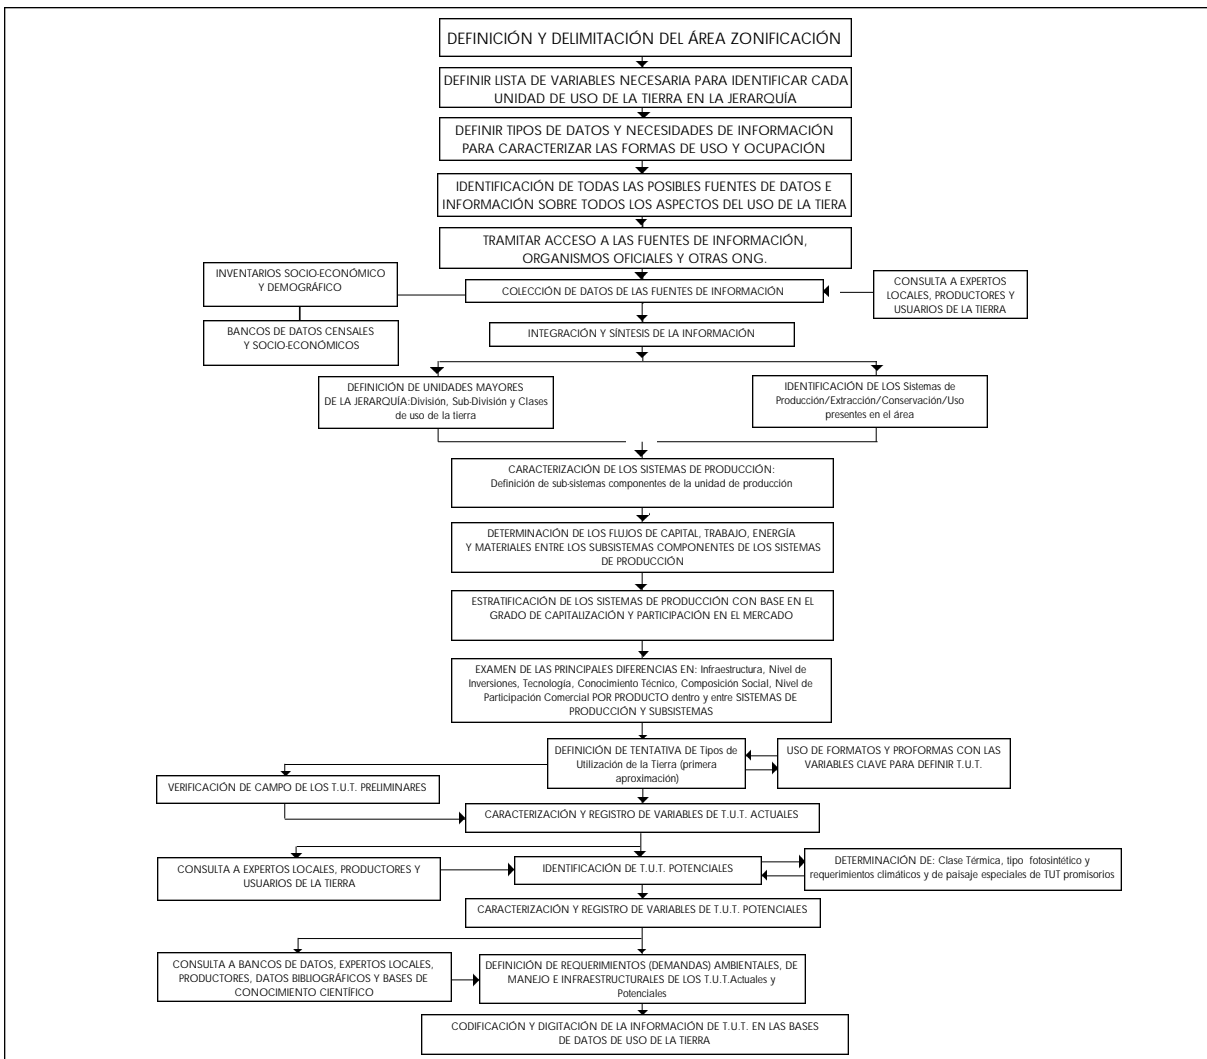 DEFINICIÓN Y DELIMITACIÓN DEL ÁREA ZONIFICACIÓN
DEFINIR LISTA DE VARIABLES NECESARIA PARA IDENTIFICAR CADA
UNIDAD DE USO DE LA TIERRA EN LA JERARQUÍA
DEFINIR TIPOS DE DATOS Y NECESIDADES DE INFORMACIÓN
PARA CARACTERIZAR LAS FORMAS DE USO Y OCUPACIÓN
IDENTIFICACIÓN DE TODAS LAS POSIBLES FUENTES DE DATOS E
INFORMACIÓN SOBRE TODOS LOS ASPECTOS DEL USO DE LA TIERA
TRAMITAR ACCESO A LAS FUENTES DE INFORMACIÓN,
ORGANISMOS OFICIALES Y OTRAS ONG.
INVENTARIOS SOCIO-ECONÓMICO
Y DEMOGRÁFICO
COLECCIÓN DE DATOS DE LAS FUENTES DE INFORMACIÓN
CONSULTA A EXPERTOS
LOCALES, PRODUCTORES Y
USUARIOS DE LA TIERRA
BANCOS DE DATOS CENSALES
Y SOCIO-ECONÓMICOS
INTEGRACIÓN Y SÍNTESIS DE LA INFORMACIÓN
DEFINICIÓN DE UNIDADES MAYORES
DE LA JERARQUÍA:División, Sub-División y Clases
de uso de la tierra
IDENTIFICACIÓN DE LOS Sistemas de
Producción/Extracción/Conservación/Uso
presentes en el área
CARACTERIZACIÓN DE LOS SISTEMAS DE PRODUCCIÓN:
Definición de sub-sistemas componentes de la unidad de producción
DETERMINACIÓN DE LOS FLUJOS DE CAPITAL, TRABAJO, ENERGÍA
Y MATERIALES ENTRE LOS SUBSISTEMAS COMPONENTES DE LOS SISTEMAS
DE PRODUCCIÓN
ESTRATIFICACIÓN DE LOS SISTEMAS DE PRODUCCIÓN CON BASE EN EL
GRADO DE CAPITALIZACIÓN Y PARTICIPACIÓN EN EL MERCADO
EXAMEN DE LAS PRINCIPALES DIFERENCIAS EN: Infraestructura, Nivel de
Inversiones, Tecnología, Conocimiento Técnico, Composición Social, Nivel de
Participación Comercial POR PRODUCTO dentro y entre SISTEMAS DE
PRODUCCIÓN Y SUBSISTEMAS
DEFINICIÓN DE TENTATIVA DE Tipos de
Utilización de la Tierra (primera
aproximación)
USO DE FORMATOS Y PROFORMAS CON LAS
VARIABLES CLAVE PARA DEFINIR T.U.T.
VERIFICACIÓN DE CAMPO DE LOS T.U.T. PRELIMINARES
CARACTERIZACIÓN Y REGISTRO DE VARIABLES DE T.U.T. ACTUALES
CONSULTA A EXPERTOS LOCALES, PRODUCTORES Y
USUARIOS DE LA TIERRA
IDENTIFICACIÓN DE T.U.T. POTENCIALES
DETERMINACIÓN DE: Clase Térmica, tipo fotosintético y
requerimientos climáticos y de paisaje especiales de TUT promisorios
CARACTERIZACIÓN Y REGISTRO DE VARIABLES DE T.U.T. POTENCIALES
CONSULTA A BANCOS DE DATOS, EXPERTOS LOCALES,
PRODUCTORES, DATOS BIBLIOGRÁFICOS Y BASES DE
CONOCIMIENTO CIENTÍFICO
DEFINICIÓN DE REQUERIMIENTOS (DEMANDAS) AMBIENTALES, DE
MANEJO E INFRAESTRUCTURALES DE LOS T.U.T.Actuales y
Potenciales
CODIFICACIÓN Y DIGITACIÓN DE LA INFORMACIÓN DE T.U.T. EN LAS BASES
DE DATOS DE USO DE LA TIERRA